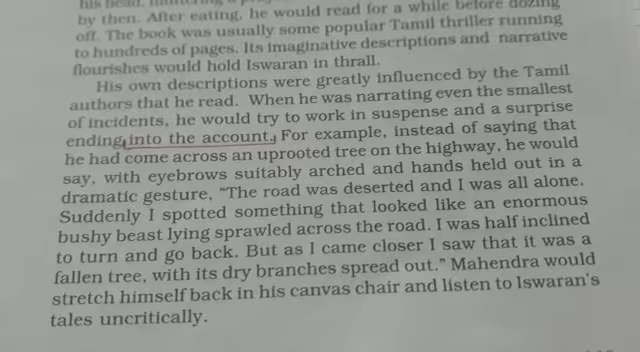 his head, muttering a prayer
by then. After eating, he would read for a while before dozing
off. The book was usually some popular Tamil thriller running
to hundreds of pages. Its imaginative descriptions and narrative
flourishes would hold Iswaran in thrall.
His own descriptions were greatly influenced by the Tamil
authors that he read. When he was narrating even the smallest
of incidents, he would try to work in suspense and a surprise
ending into the account. For example, instead of saying that
he had come across an uprooted tree on the highway, he would
say, with eyebrows suitably arched and hands held out in a
dramatic gesture, “The road was deserted and I was all alone.
Suddenly I spotted something that looked like an enormous
bushy beast lying sprawled across the road. I was half inclined
to turn and go back. But as I came closer I saw that it was a
fallen tree, with its dry branches spread out.” Mahendra would
stretch himself back in his canvas chair and listen to Iswaran’s
tales uncritically.